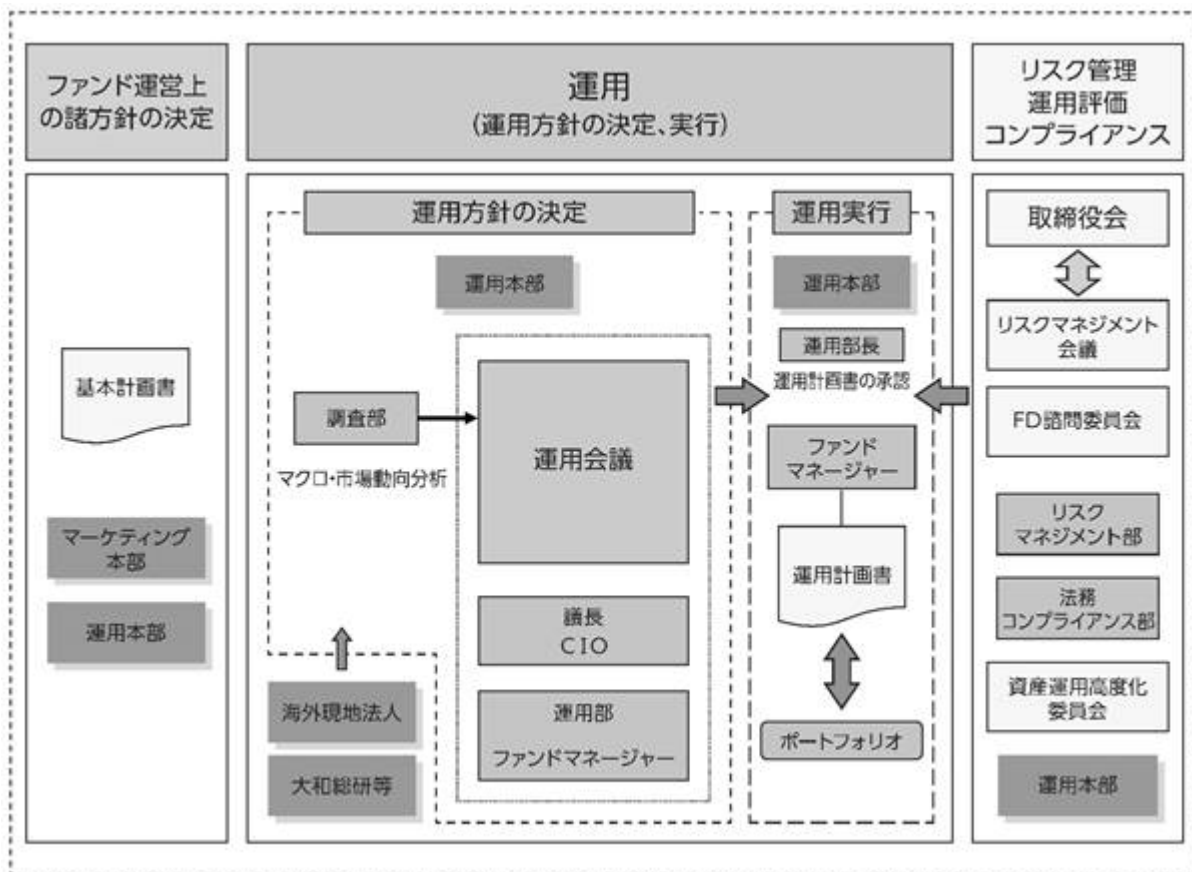 ファンド運営上
の諸方針の決定
運用
(運用方針の決定、実行)
リスク管理
運用評価
コンプライアンス
基本計画書
マーケティング
本部
運用本部
運用方針の決定
運用本部
調査部
マクロ・市場動向分析
運用会議
議長
CIO
運用部
ファンドマネージャー
海外現地法人
大和総研等
運用実行
運用本部
運用部長
運用計画書の承認
ファンド
マネージャー
運用計画書
ポートフォリオ
取締役会
リスクマネジメント
会議
FD諮問委員会
リスク
マネジメント部
法務
コンプライアンス部
資産運用高度化
委員会
運用本部